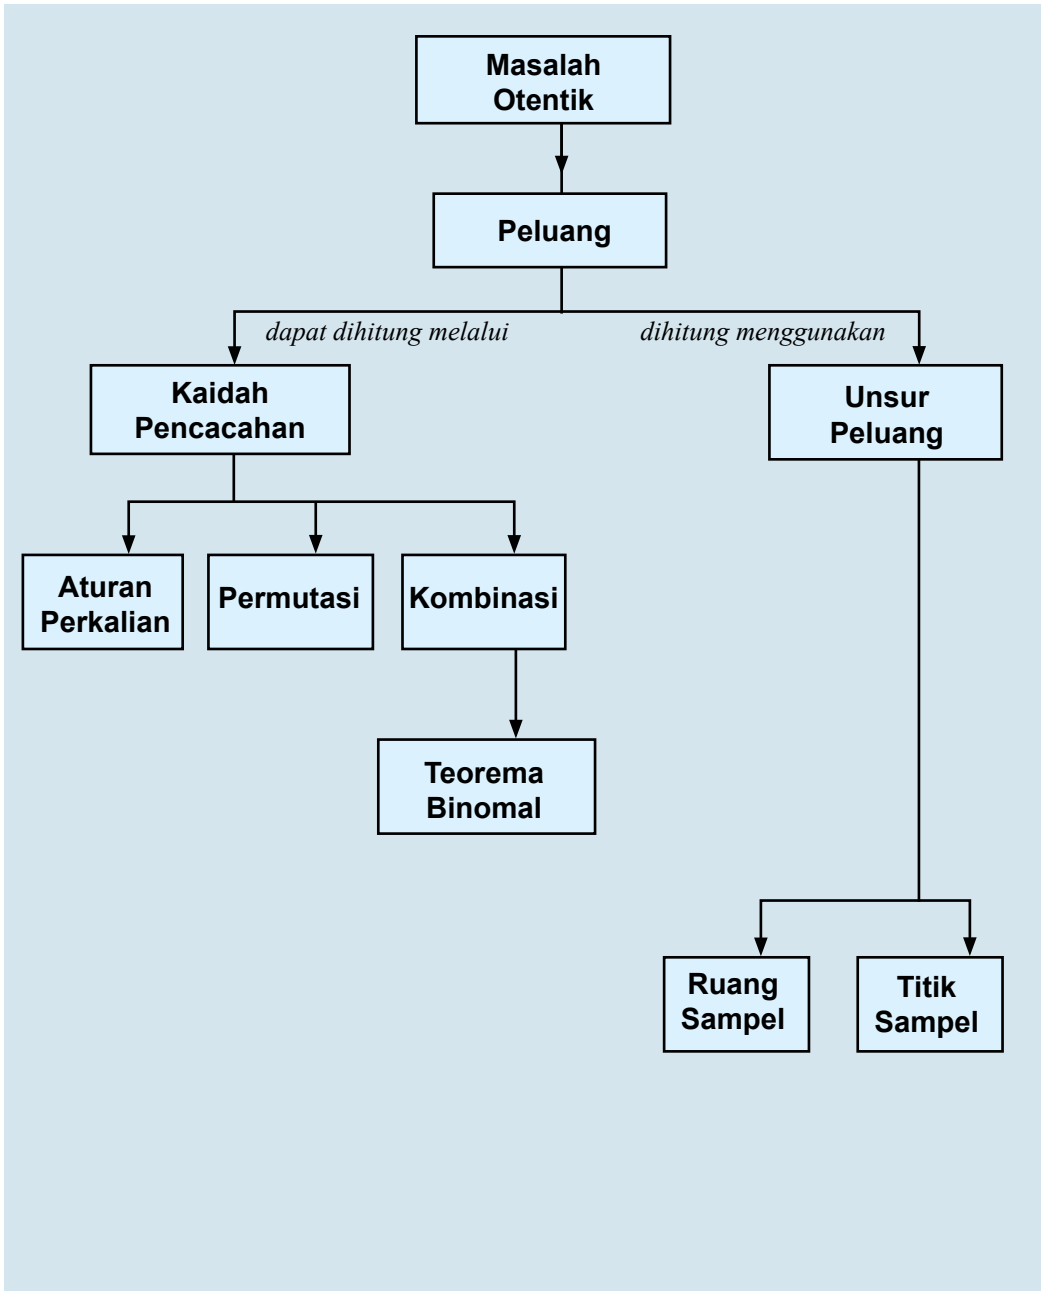 Masalah
Otentik
Peluang
dapat dihitung melalui
dihitung menggunakan
Kaidah
Pencacahan
Unsur
Peluang
Aturan
Perkalian
Permutasi
Kombinasi
Teorema
Binomal
Ruang
Sampel
Titik
Sampel